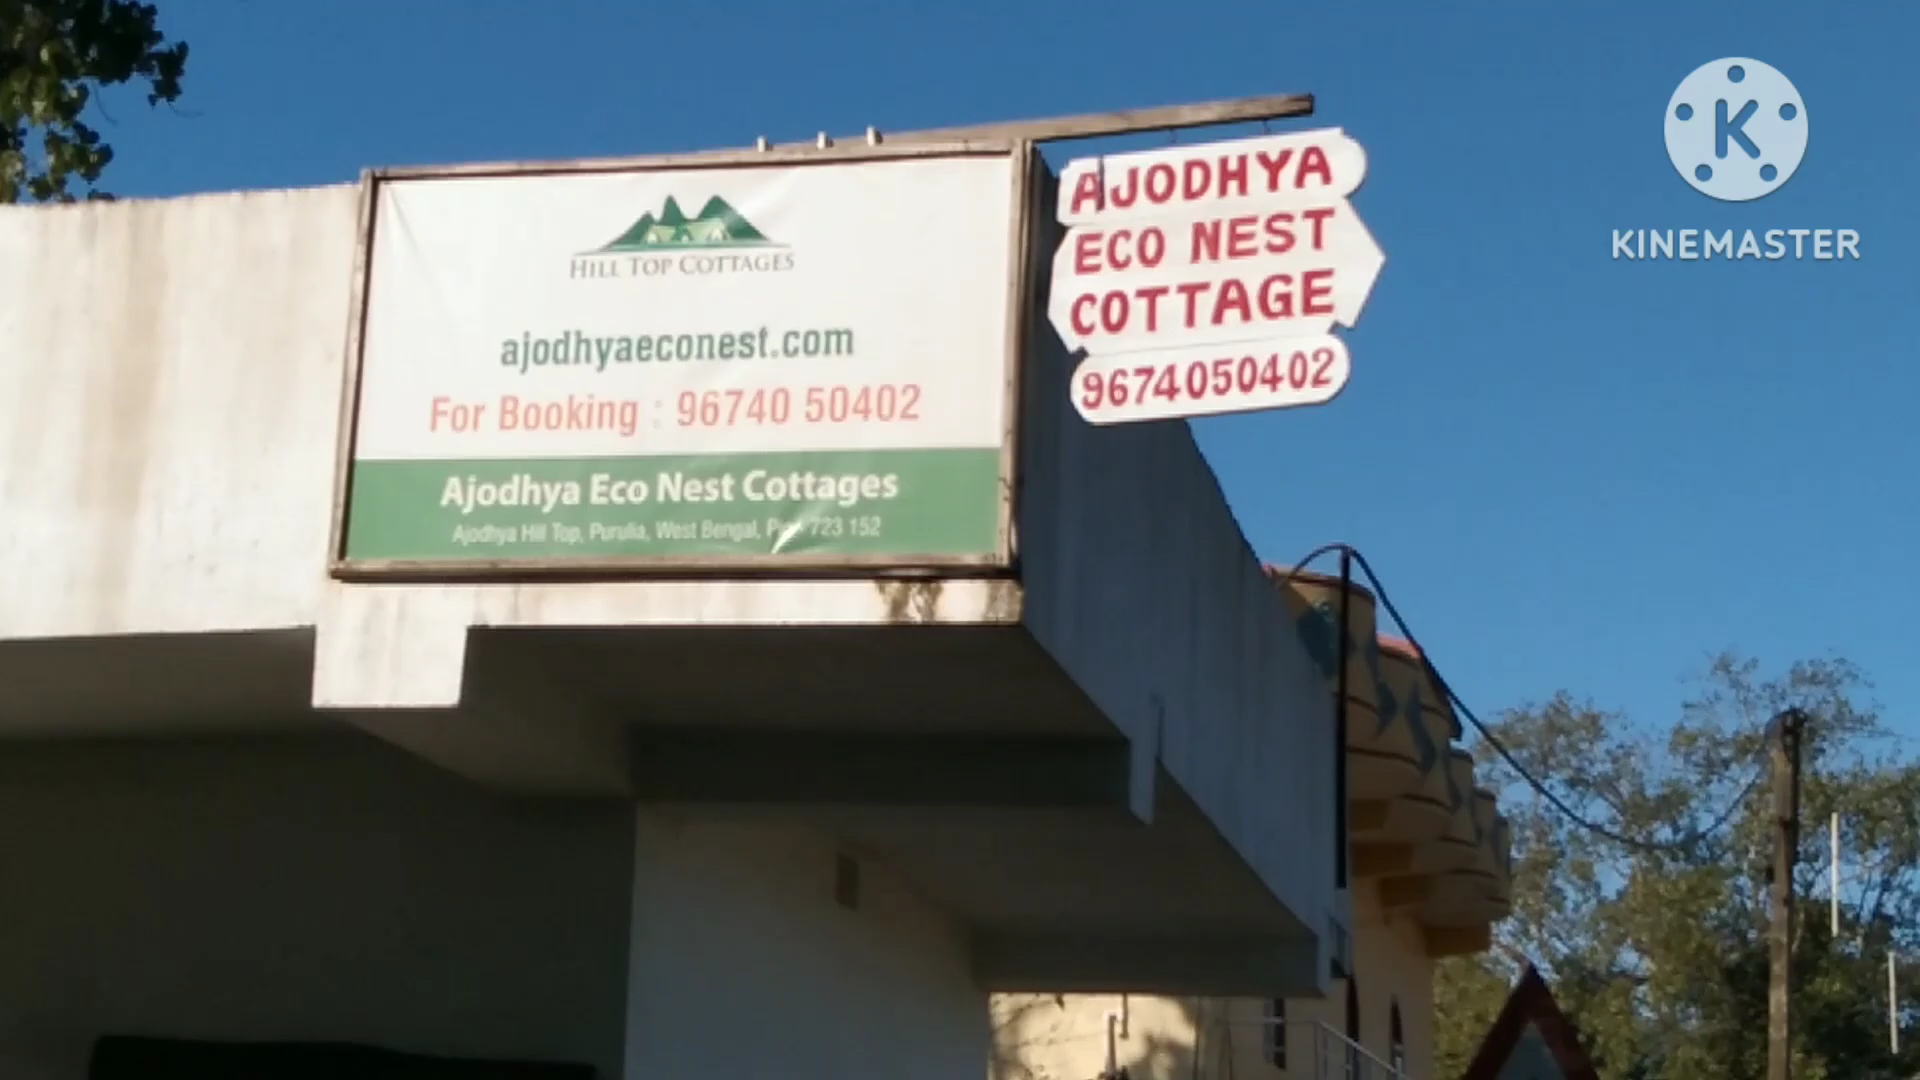 HILL TOP COTTAGES
ajodhyaeconest.com
For Booking : 96740 50402
Ajodhya Eco Nest Cottages
Ajodhya Hill Top, Purulia, West Bengal, 723 152
AJODHYA
ECO NEST
COTTAGE
9674050402
K
KINEMASTER